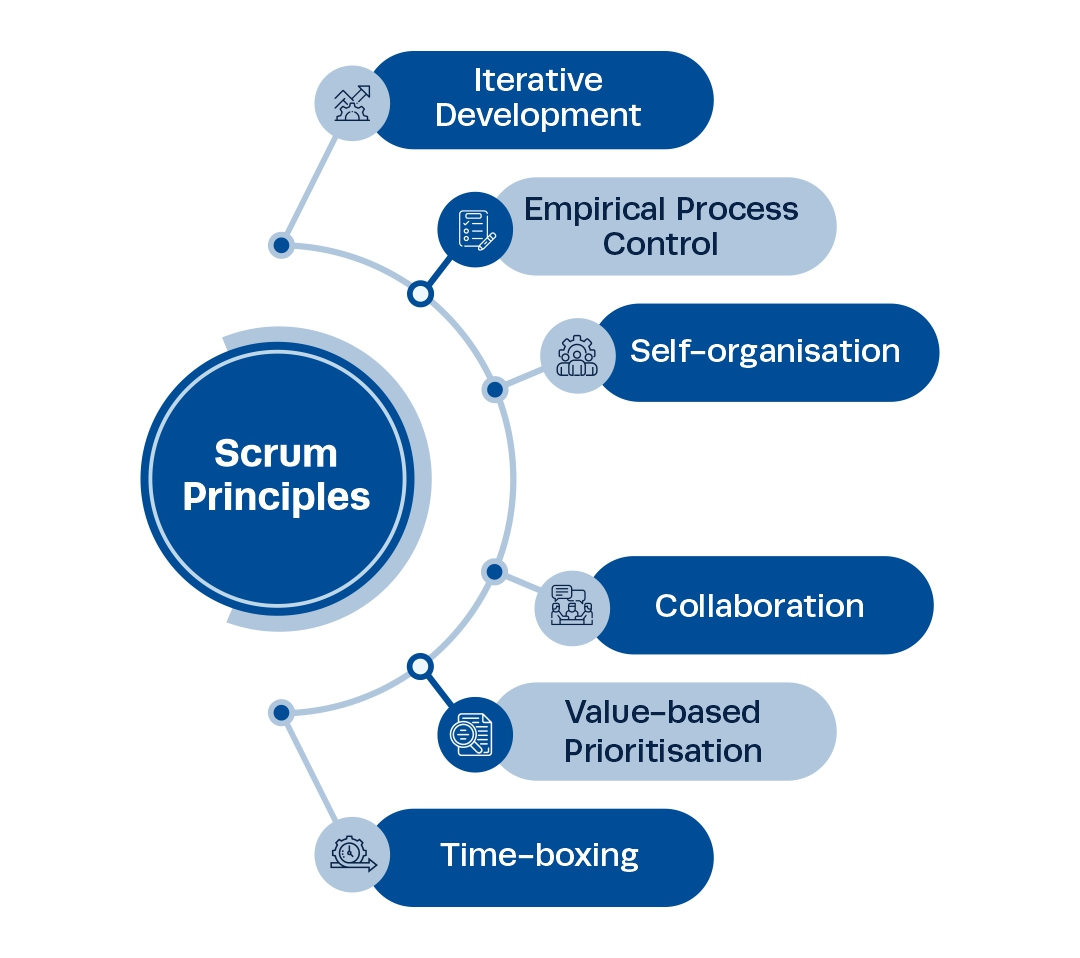 Iterative
Development
Empirical Process
Control
Self-organisation
Scrum
Principles
Collaboration
Value-based
Prioritisation
Time-boxing